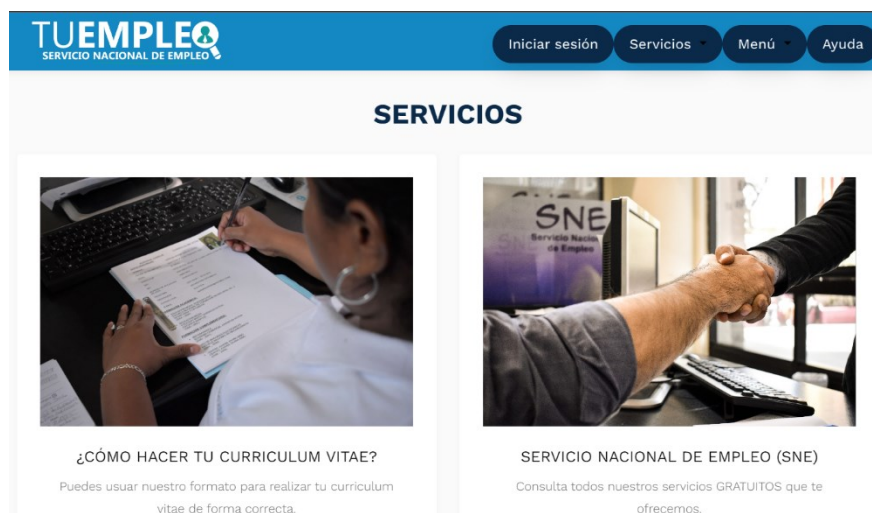 TUEMPLEO
SERVICIO NACIONAL DE EMPLEO
Iniciar sesión
Servicios
Menú
Ayuda
SERVICIOS
SNE
Servicio Nacional
de Empleo
¿CÓMO HACER TU CURRICULUM VITAE?
Puedes usar nuestro formato para realizar tu curriculum
vitae de forma correcta.
SERVICIO NACIONAL DE EMPLEO (SNE)
Consulta todos nuestros servicios GRATUITOS que te
ofrecemos.